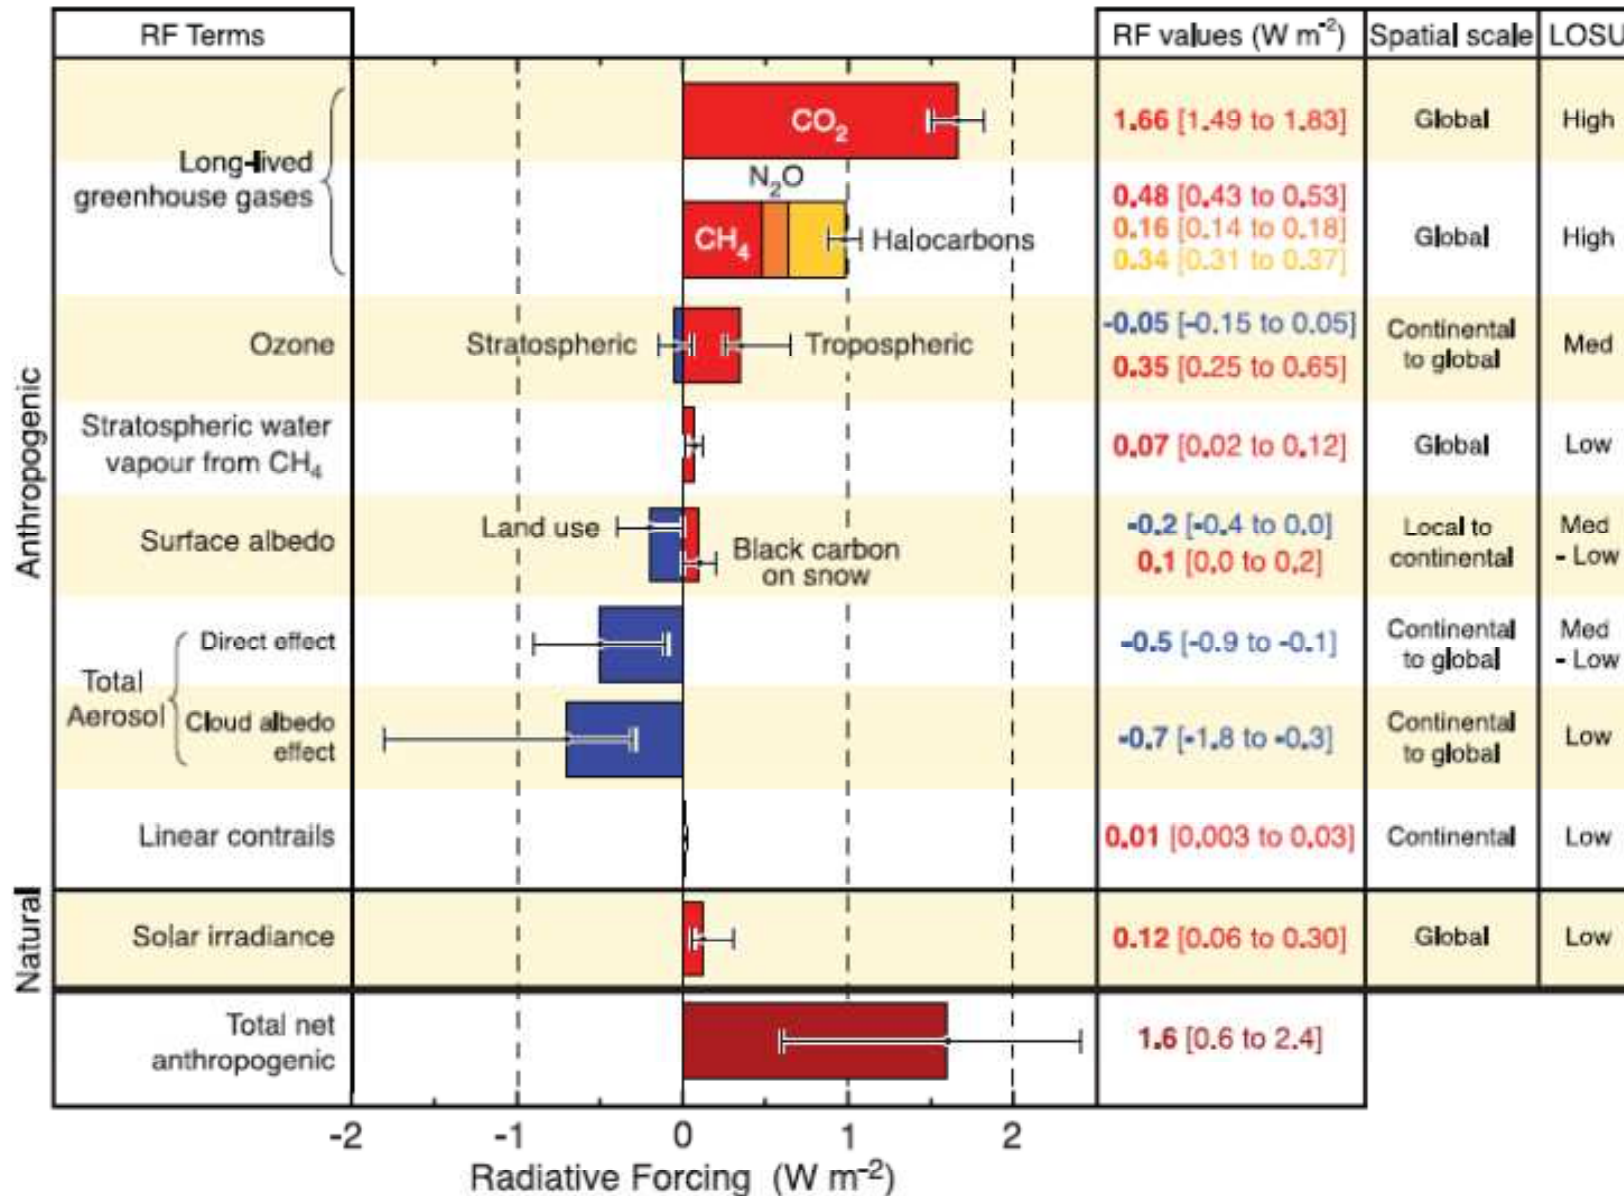 RF Terms
RF values (W m⁻²)
Spatial scale
LOSU
Anthropogenic
Long-lived
greenhouse gases
CO₂
1.66 [1.49 to 1.83]
Global
High
N₂O
CH₄
Halocarbons
0.48 [0.43 to 0.53]
0.16 [0.14 to 0.18]
0.34 [0.31 to 0.37]
Global
High
Ozone
Stratospheric
Tropospheric
-0.05 [-0.15 to 0.05]
0.35 [0.25 to 0.65]
Continental
to global
Med
Stratospheric water
vapour from CH₄
0.07 [0.02 to 0.12]
Global
Low
Surface albedo
Land use
Black carbon
on snow
-0.2 [-0.4 to 0.0]
0.1 [0.0 to 0.2]
Local to
continental
Med
- Low
Total
Aerosol
Direct effect
-0.5 [-0.9 to -0.1]
Continental
to global
Med
- Low
Cloud albedo
effect
-0.7 [-1.8 to -0.3]
Continental
to global
Low
Linear contrails
0.01 [0.003 to 0.03]
Continental
Low
Natural
Solar irradiance
0.12 [0.06 to 0.30]
Global
Low
Total net
anthropogenic
1.6 [0.6 to 2.4]
-2 -1 0 1 2
Radiative Forcing (W m⁻²)